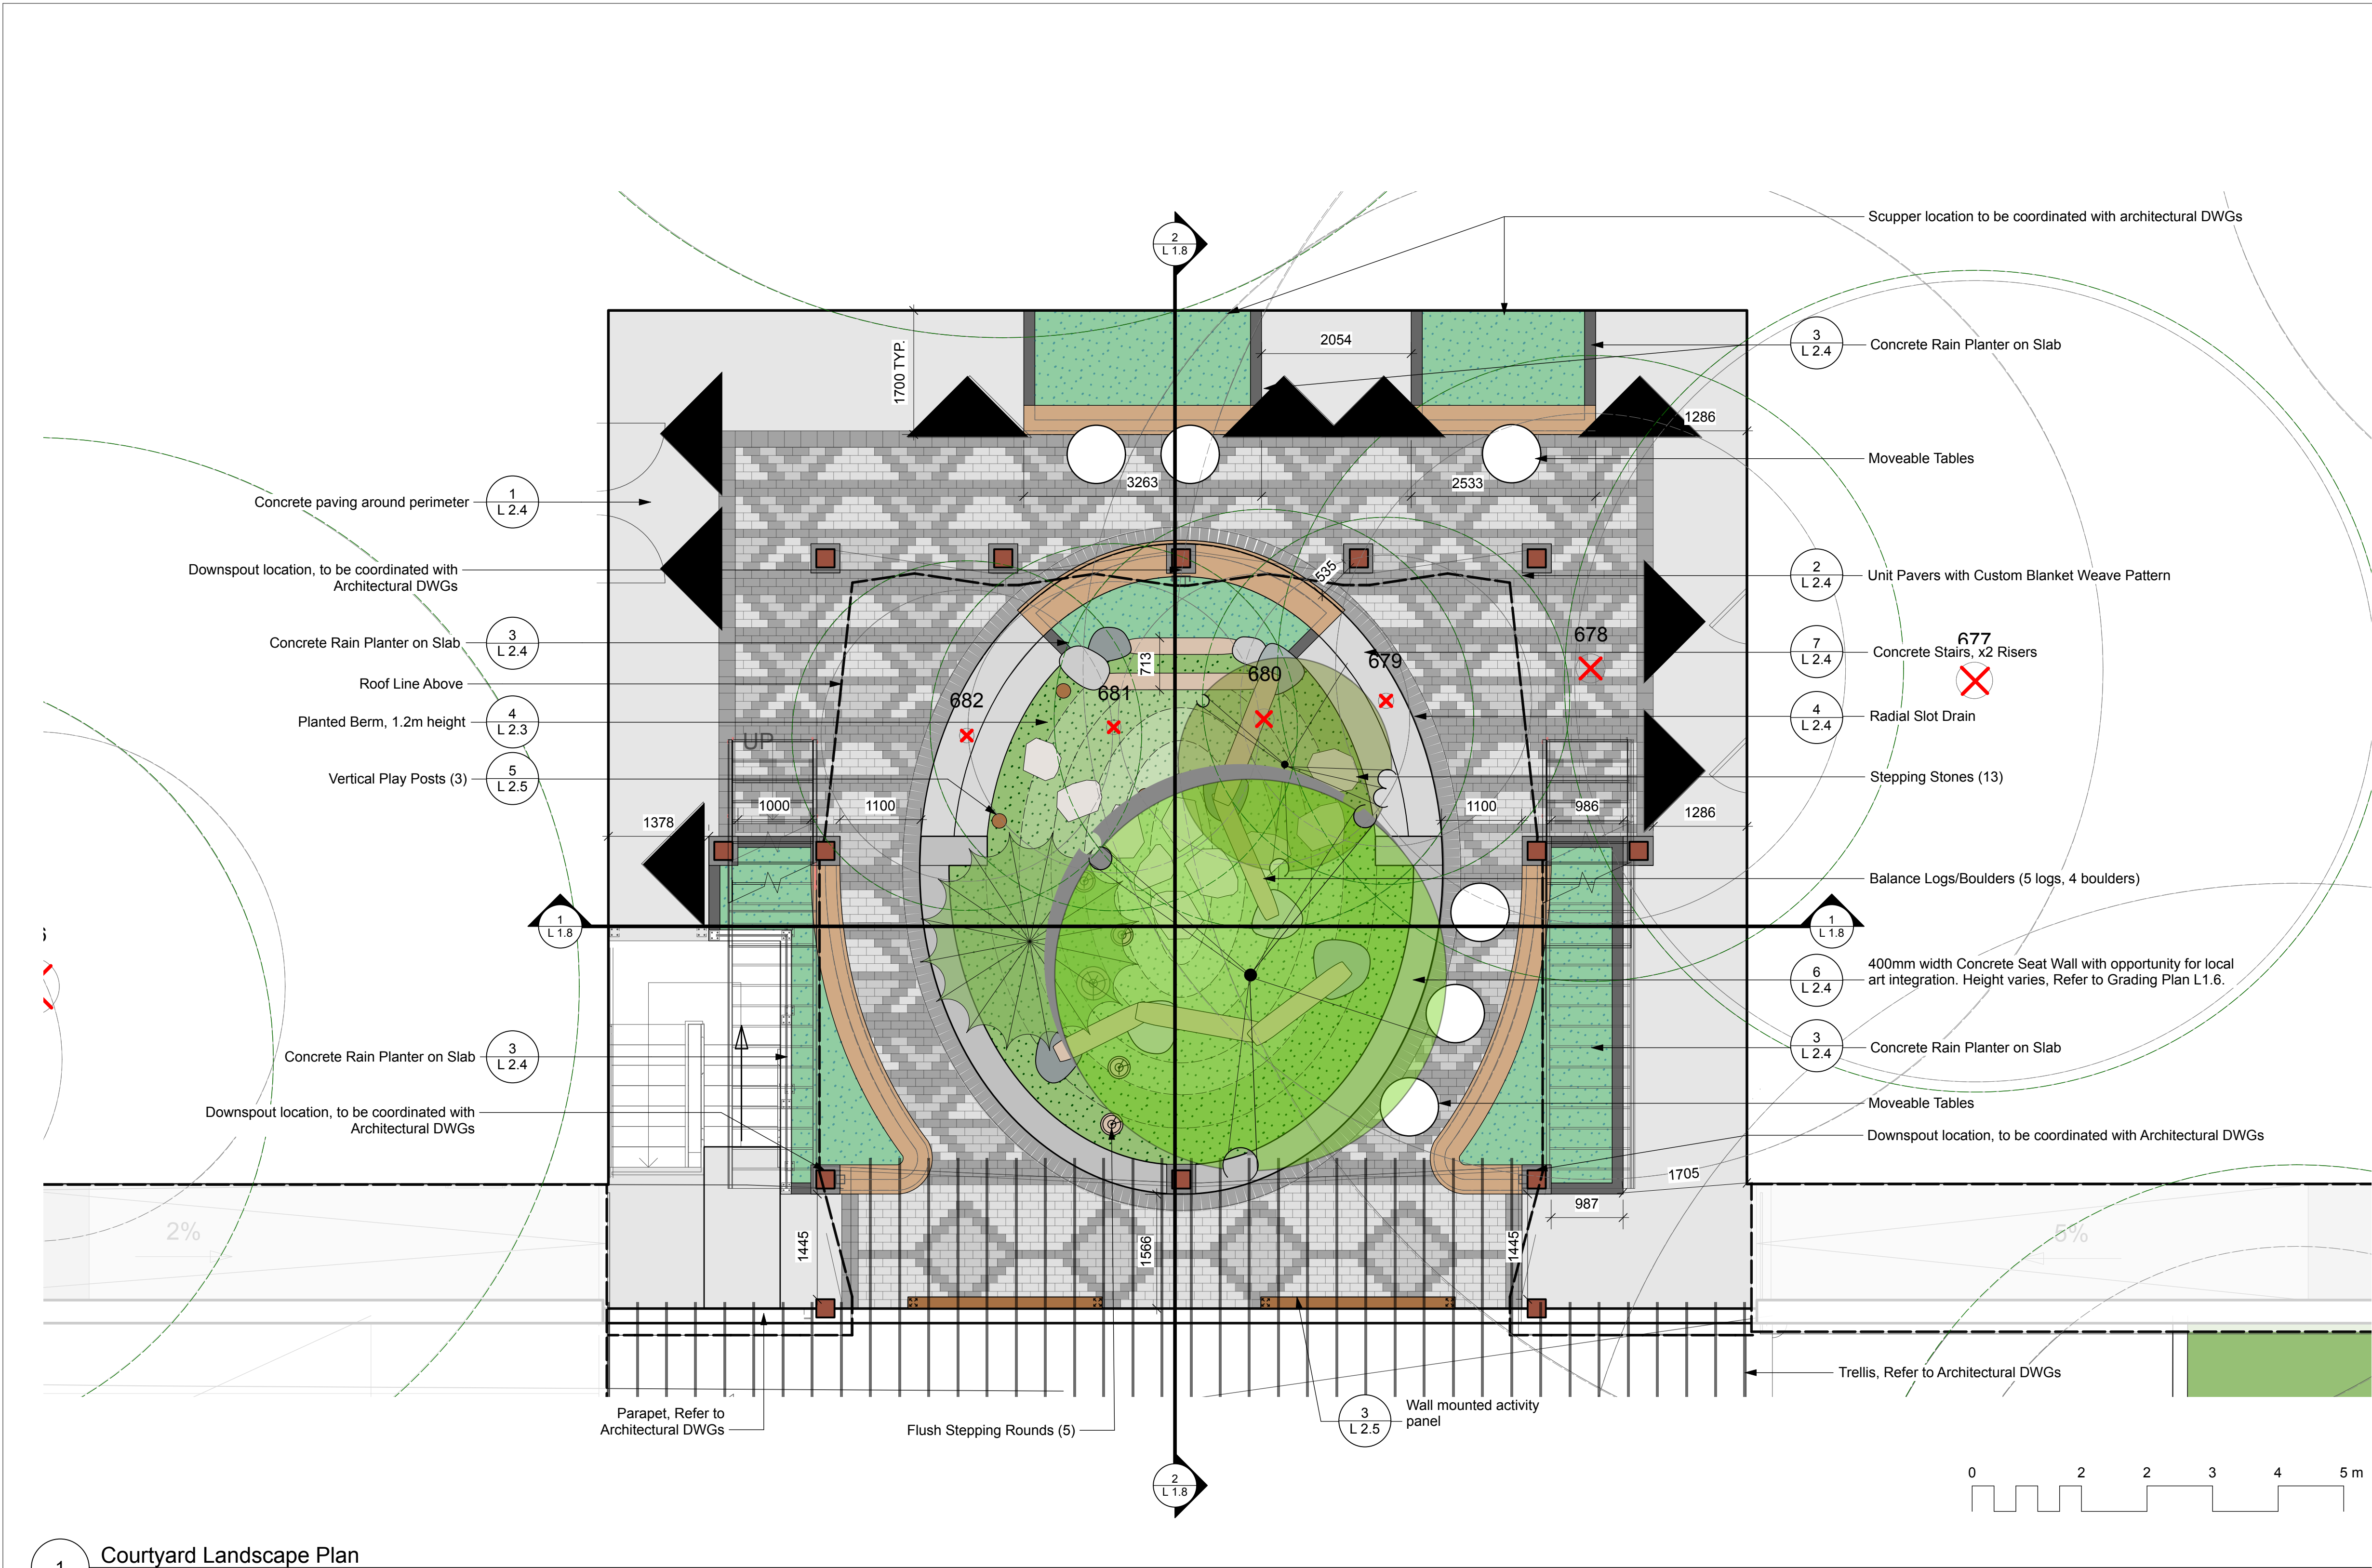 Scupper location to be coordinated with architectural DWGs
2
L 1.8
1700 TYP.
2054
3
L 2.4
Concrete Rain Planter on Slab
1286
Moveable Tables
3263
2533
Concrete paving around perimeter
1
L 2.4
Downspout location, to be coordinated with
Architectural DWGs
535
2
L 2.4
Unit Pavers with Custom Blanket Weave Pattern
Concrete Rain Planter on Slab
3
L 2.4
678
677
7
L 2.4
Concrete Stairs, x2 Risers
713
679
680
Roof Line Above
681
682
Planted Berm, 1.2m height
4
L 2.3
4
L 2.4
Radial Slot Drain
UP
Vertical Play Posts (3)
5
L 2.5
Stepping Stones (13)
1378
1000
1100
1100
986
1286
Balance Logs/Boulders (5 logs, 4 boulders)
1
L 1.8
1
L 1.8
6
L 2.4
400mm width Concrete Seat Wall with opportunity for local
art integration. Height varies, Refer to Grading Plan L1.6.
Concrete Rain Planter on Slab
3
L 2.4
3
L 2.4
Concrete Rain Planter on Slab
Moveable Tables
Downspout location, to be coordinated with
Architectural DWGs
Downspout location, to be coordinated with Architectural DWGs
1705
987
2%
1445
1566
1445
5%
Trellis, Refer to Architectural DWGs
Parapet, Refer to
Architectural DWGs
Flush Stepping Rounds (5)
3
L 2.5
Wall mounted activity
panel
2
L 1.8
0 2 2 3 4 5 m
1
Courtyard Landscape Plan